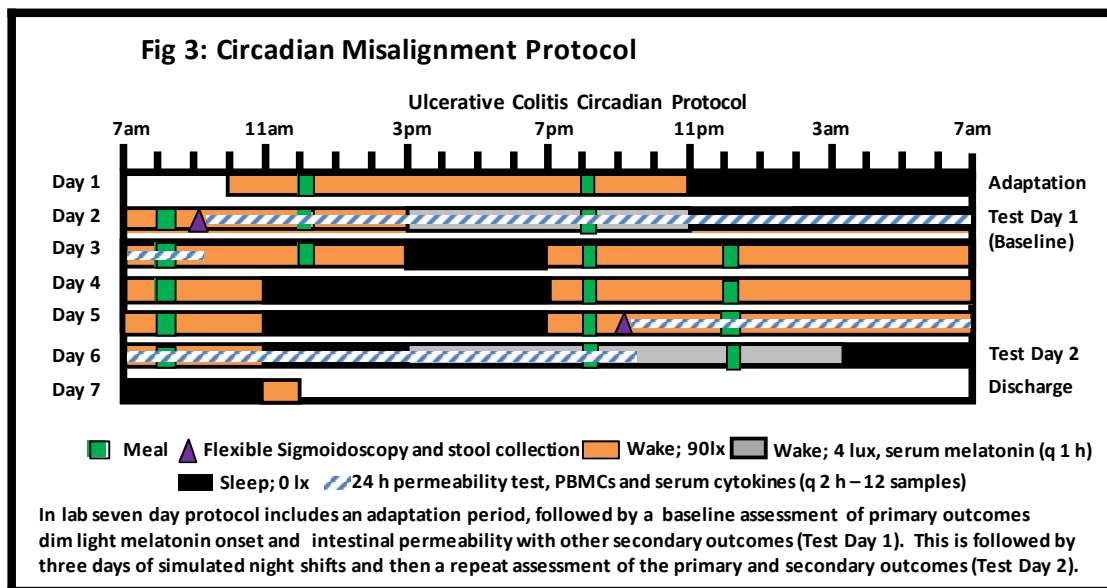 Fig 3: Circadian Misalignment Protocol
Ulcerative Colitis Circadian Protocol
7am 11am 3pm 7pm 11pm 3am 7am
Day 1 Adaptation
Day 2 Test Day 1
(Baseline)
Day 3
Day 4
Day 5
Day 6 Test Day 2
Day 7 Discharge
Meal Flexible Sigmoidoscopy and stool collection Wake; 90lx Wake; 4 lux, serum melatonin (q 1 h)
Sleep; 0 lx 24 h permeability test, PBMCs and serum cytokines (q 2 h – 12 samples)
In lab seven day protocol includes an adaptation period, followed by a baseline assessment of primary outcomes
dim light melatonin onset and intestinal permeability with other secondary outcomes (Test Day 1). This is followed by
three days of simulated night shifts and then a repeat assessment of the primary and secondary outcomes (Test Day 2).